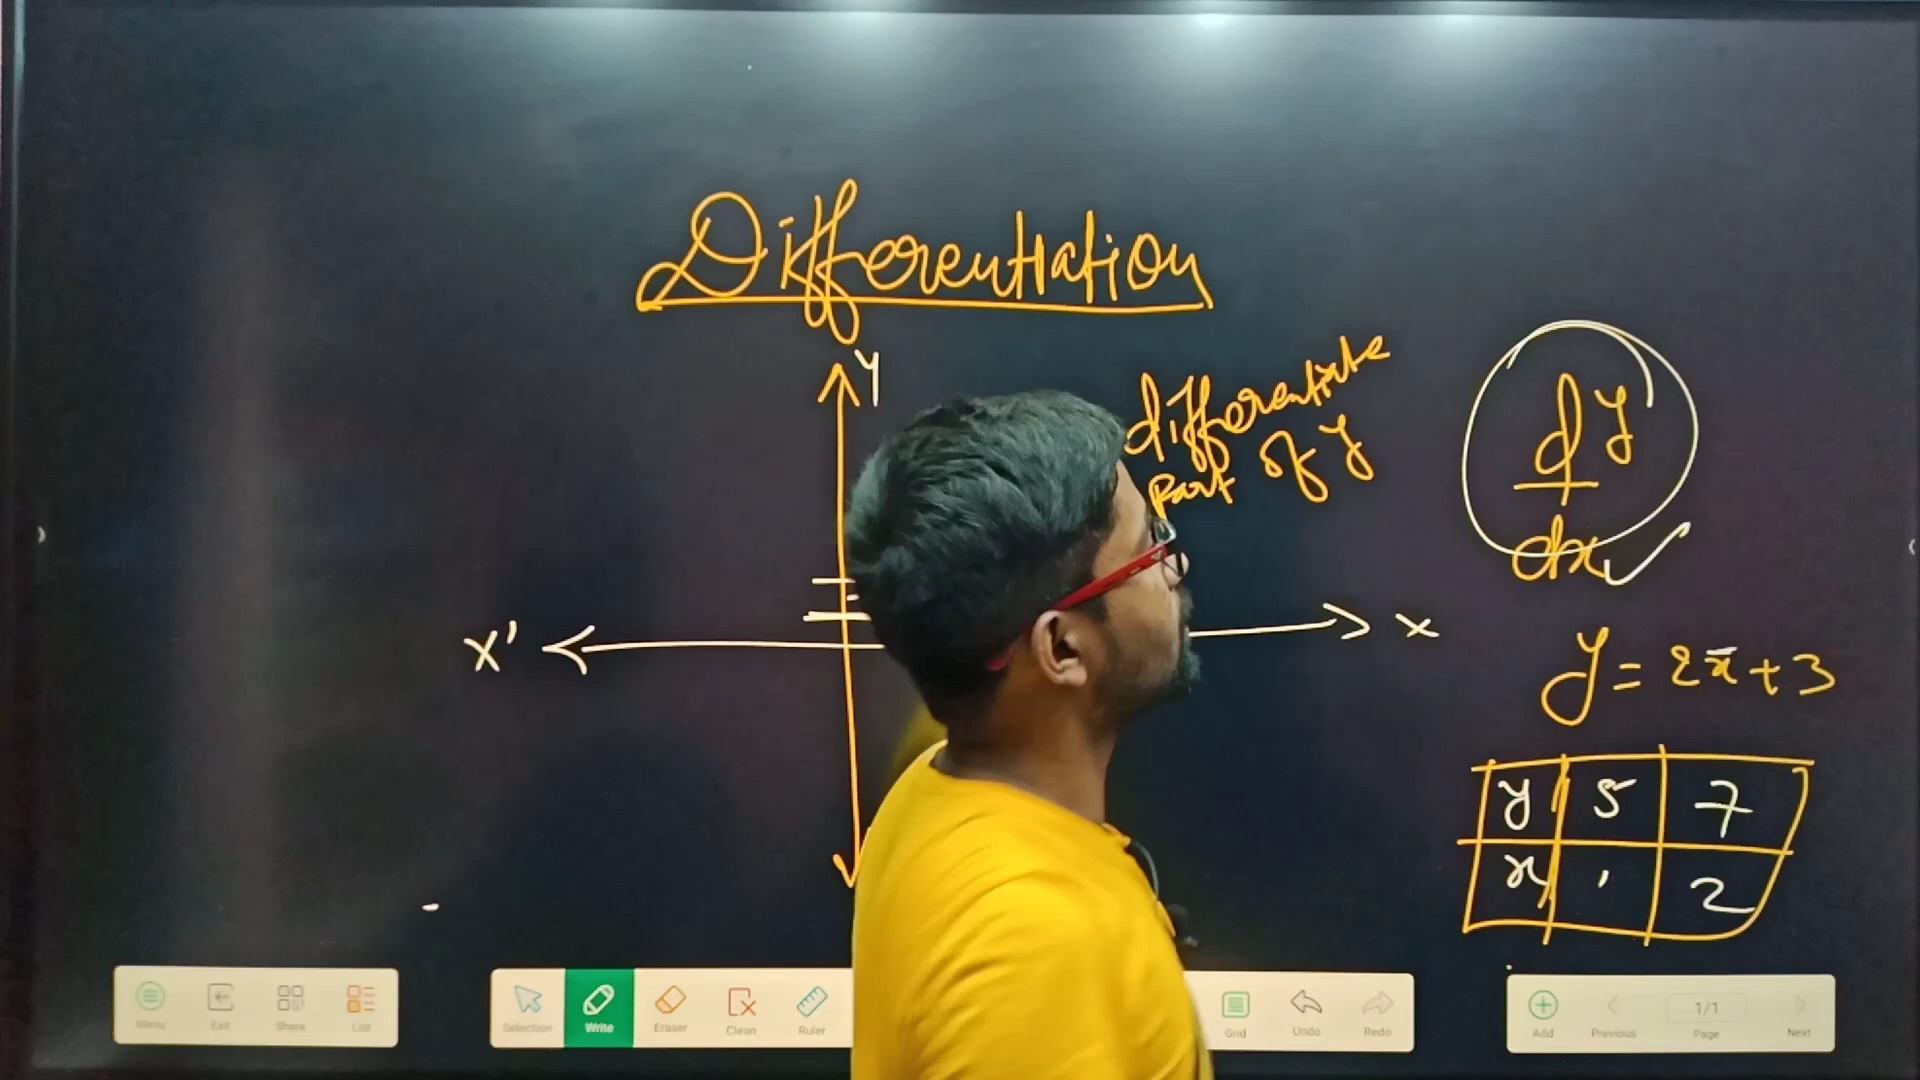 Differentiation
Y
differentiate
part of y
dy
dx
X' X
y = 2x + 3
y 5 7
x 1 2
Menu Exit Share List
Selection Write Eraser Clean Ruler
Grid Undo Redo
Add Previous 1/1 Page Next